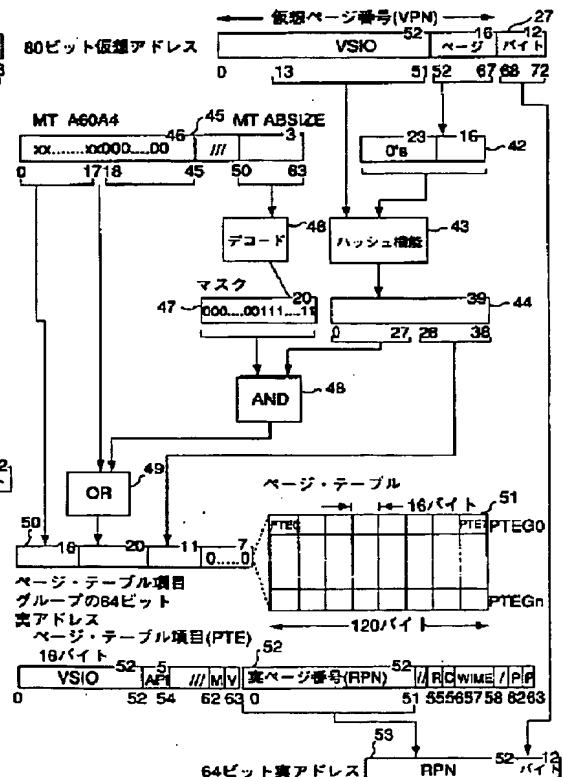 仮想ページ番号(VPN)
27
80ビット仮想アドレス
VSIO 52 ページ 16 バイト 12
0 13 51 52 67 68 72
MT A60A4 45 MT ABSIZE
xx.......xx000.....00 46 /// 3
0 17 18 45 50 63
0's 23 16 42
デコード 48
ハッシュ機能 43
マスク
47 000....00111....11 20
39 44
0 27 28 38
AND 48
OR 49
ページ・テーブル
16バイト 51
50 16 20 11 0.....0 7
PTE0 PTE7 PTEG0
PTEGn
120バイト
ページ・テーブル項目
グループの64ビット
実アドレス
ページ・テーブル項目(PTE)
16バイト
VSIO 52 API 5 /// M V
52
実ページ番号(RPN) 52 // R C WIME / P P
0 52 54 62 63 0 51 55 56 57 58 61 62 63
64ビット実アドレス
53
RPN 52 バイト 12